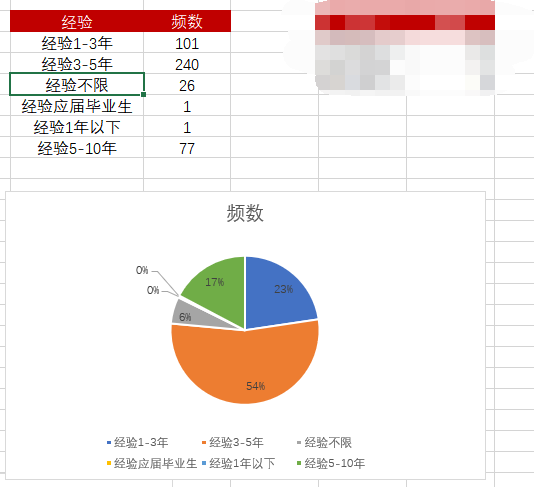 经验 频数
经验1-3年 101
经验3-5年 240
经验不限 26
经验应届毕业生 1
经验1年以下 1
经验5-10年 77
频数
0%
17%
23%
0%
6%
54%
经验1-3年 经验3-5年 经验不限
经验应届毕业生 经验1年以下 经验5-10年